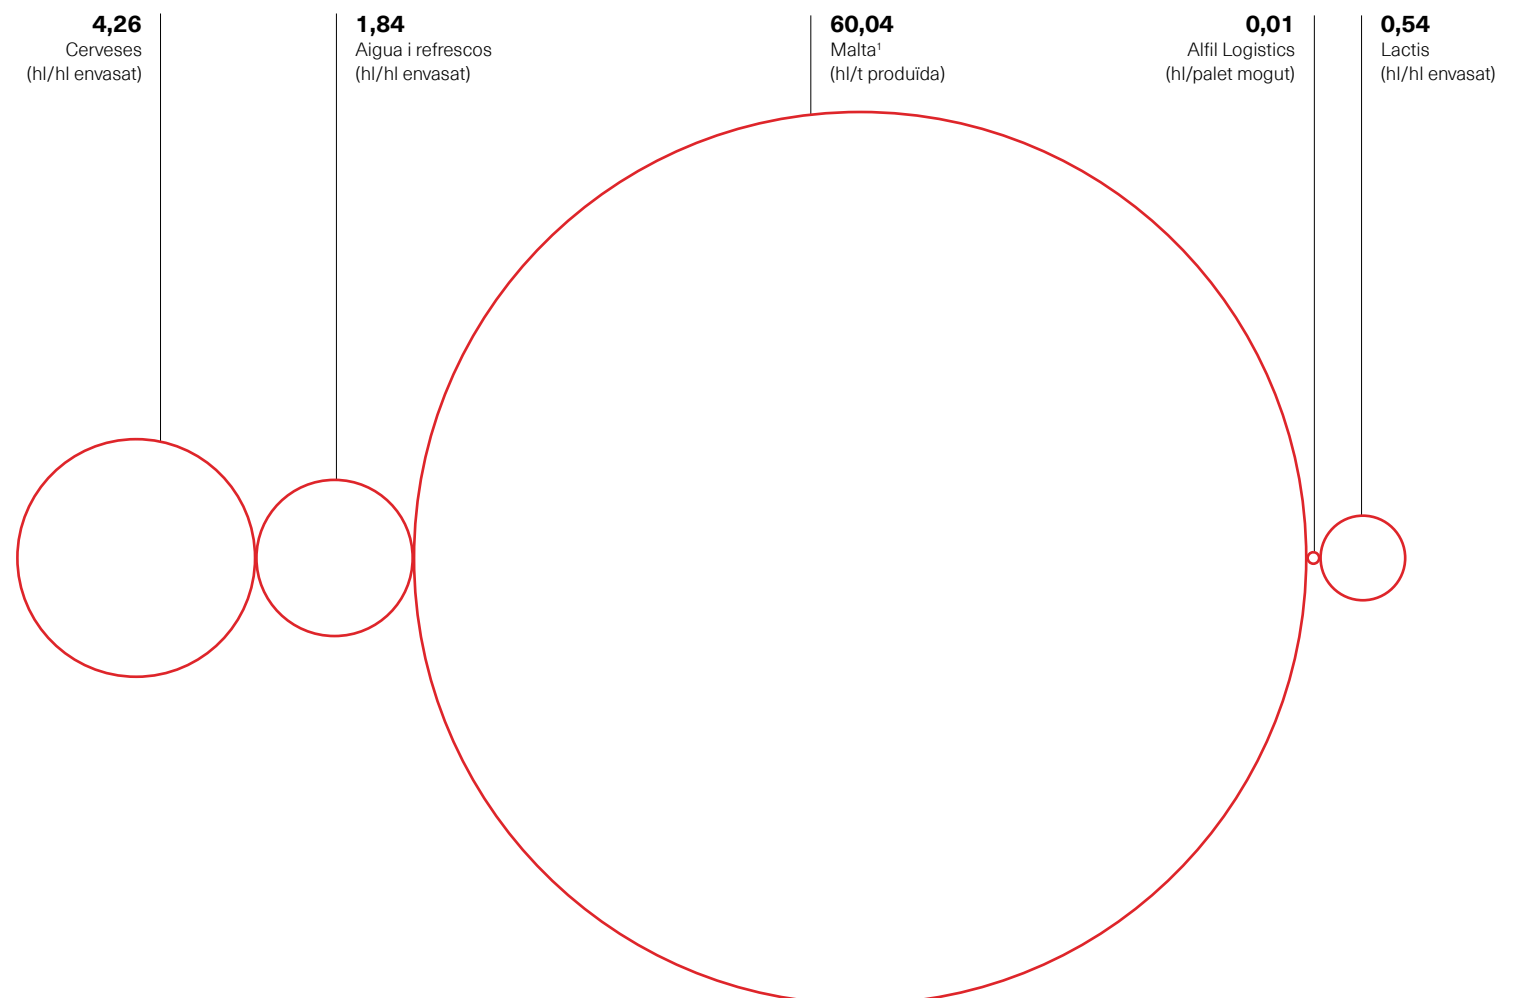 4,26
Cerveses
(hl/hl envasat)
1,84
Aigua i refrescos
(hl/hl envasat)
60,04
Malta¹
(hl/t produïda)
0,01
Alfil Logistics
(hl/palet mogut)
0,54
Lactis
(hl/hl envasat)